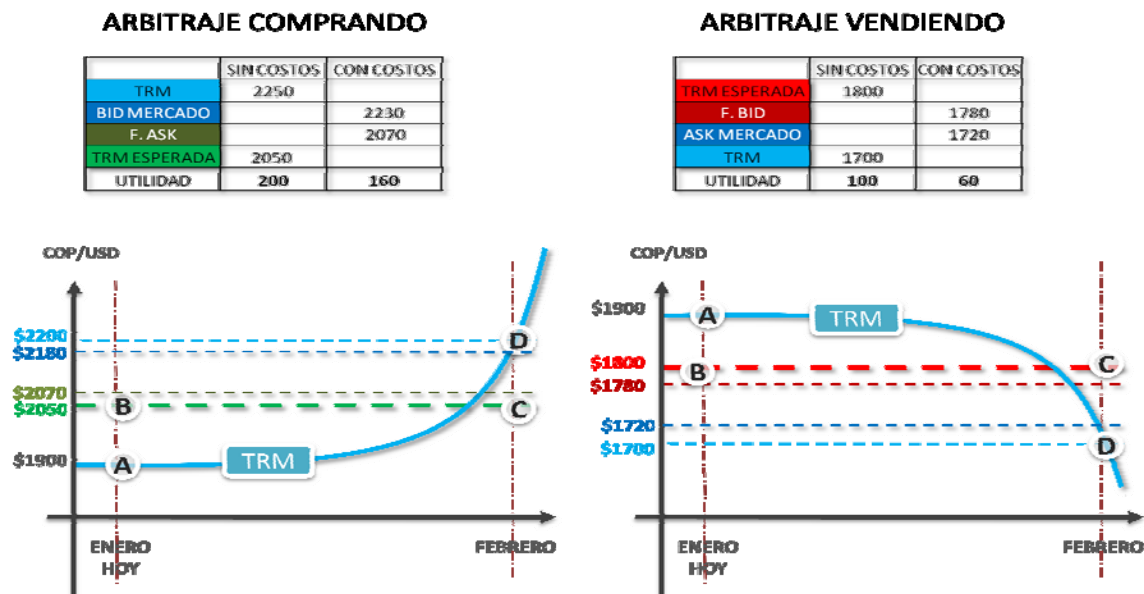 ARBITRAJE COMPRANDO
SIN COSTOS CON COSTOS
TRM 2250
BID MERCADO 2230
F. ASK 2070
TRM ESPERADA 2050
UTILIDAD 200 160
COP/USD
$2200
$2180
$2070
$2050
$1900
A
B
C
D
TRM
ENERO
HOY
FEBRERO
ARBITRAJE VENDIENDO
SIN COSTOS CON COSTOS
TRM ESPERADA 1800
F. BID 1780
ASK MERCADO 1720
TRM 1700
UTILIDAD 100 60
COP/USD
$1900
$1800
$1780
$1720
$1700
A
B
C
D
TRM
ENERO
HOY
FEBRERO